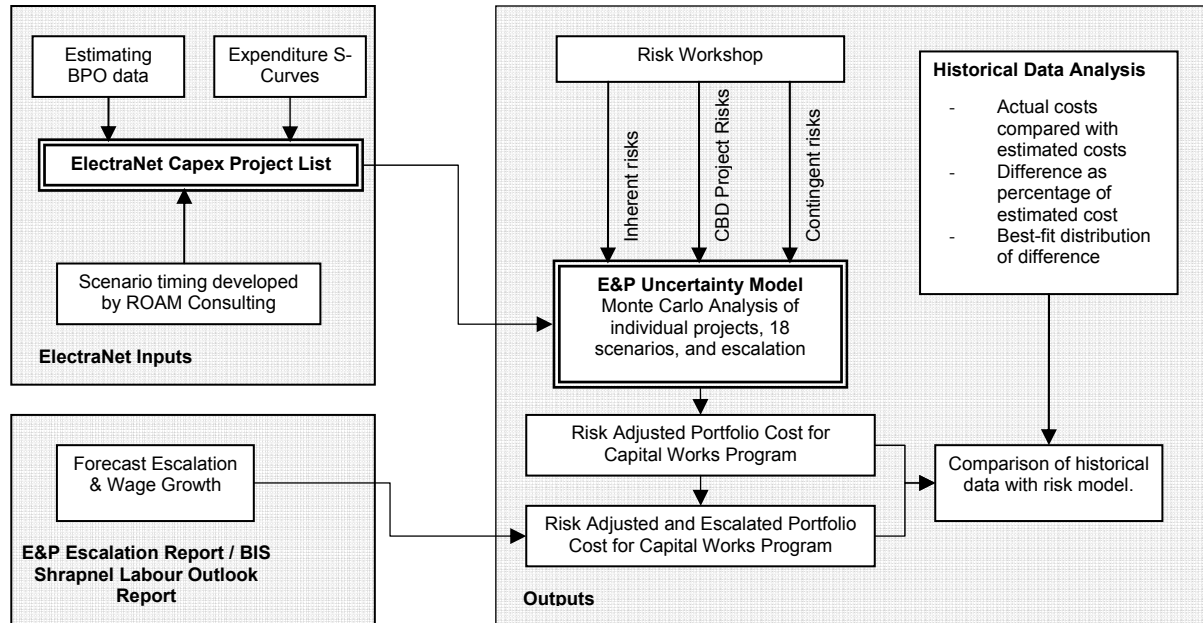 Estimating
BPO data
Expenditure S-
Curves
ElectraNet Capex Project List
Scenario timing developed
by ROAM Consulting
ElectraNet Inputs
Forecast Escalation
& Wage Growth
E&P Escalation Report / BIS
Shrapnel Labour Outlook
Report
Risk Workshop
Inherent risks
CBD Project Risks
Contingent risks
E&P Uncertainty Model
Monte Carlo Analysis of
individual projects, 18
scenarios, and escalation
Risk Adjusted Portfolio Cost for
Capital Works Program
Risk Adjusted and Escalated Portfolio
Cost for Capital Works Program
Outputs
Historical Data Analysis
- Actual costs
compared with
estimated costs
- Difference as
percentage of
estimated cost
- Best-fit distribution
of difference
Comparison of historical
data with risk model.